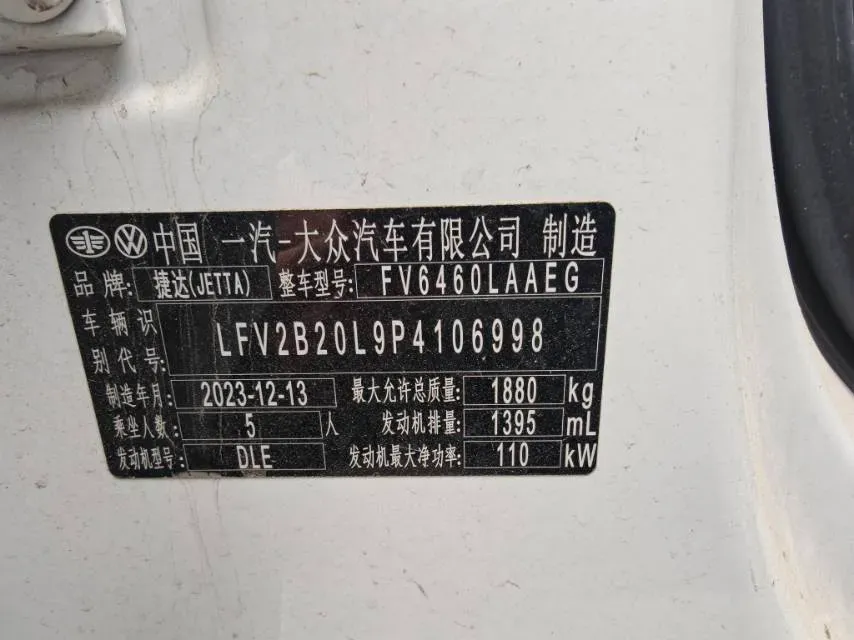 中国 一汽-大众汽车有限公司 制造
品牌: 捷达(JETTA) 整车型号: FV6460LAAEG
车辆识别代号: LFV2B20L9P4106998
制造年月: 2023-12-13 最大允许总质量: 1880 kg
乘坐人数: 5 人 发动机排量: 1395 mL
发动机型号: DLE 发动机最大净功率: 110 kW